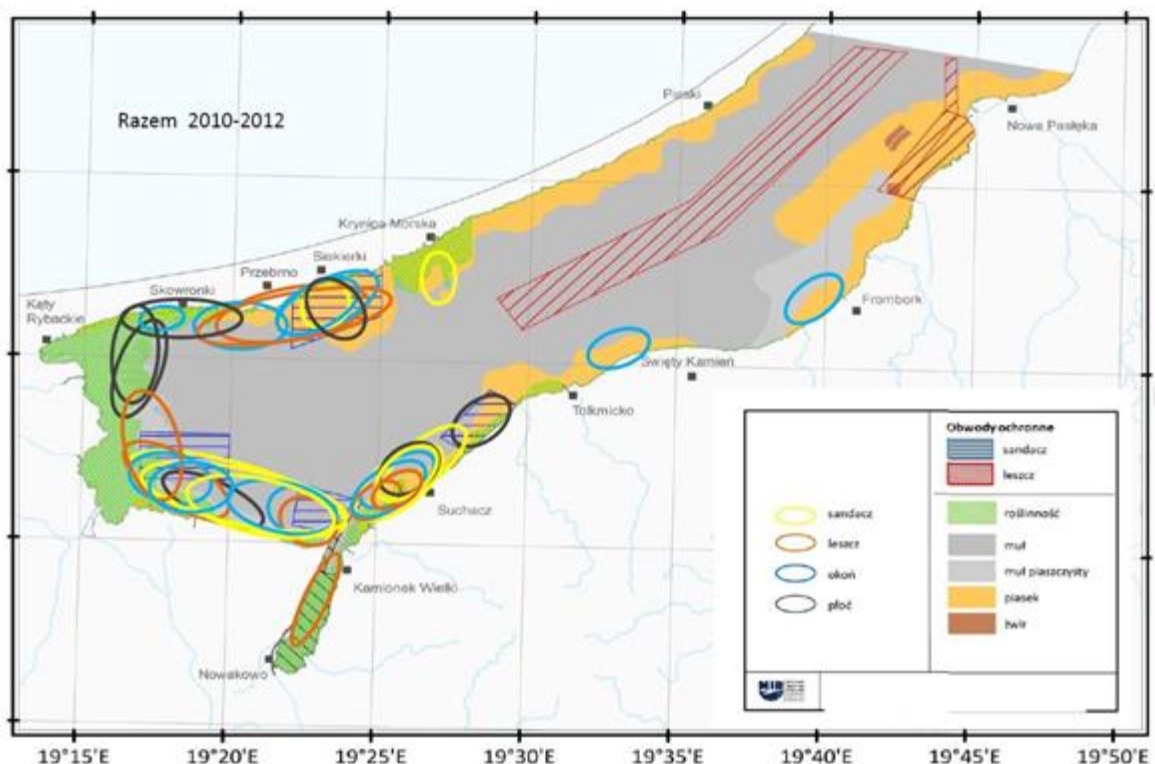 Razem 2010-2012
Piaski
Nowa Pasłęka
Krynica Morska
Siekierki
Przebrno
Skowronki
Kąty
Rybackie
Frombork
Święty Kamień
Tolkmicko
Suchacz
Kamionek Wielki
Nowakowo
Obwody ochronne
sandacz
leszcz
sandacz
leszcz
okoń
płoć
roślinność
muł
muł piaszczysty
piasek
żwir
MIR
19°15'E 19°20'E 19°25'E 19°30'E 19°35'E 19°40'E 19°45'E 19°50'E